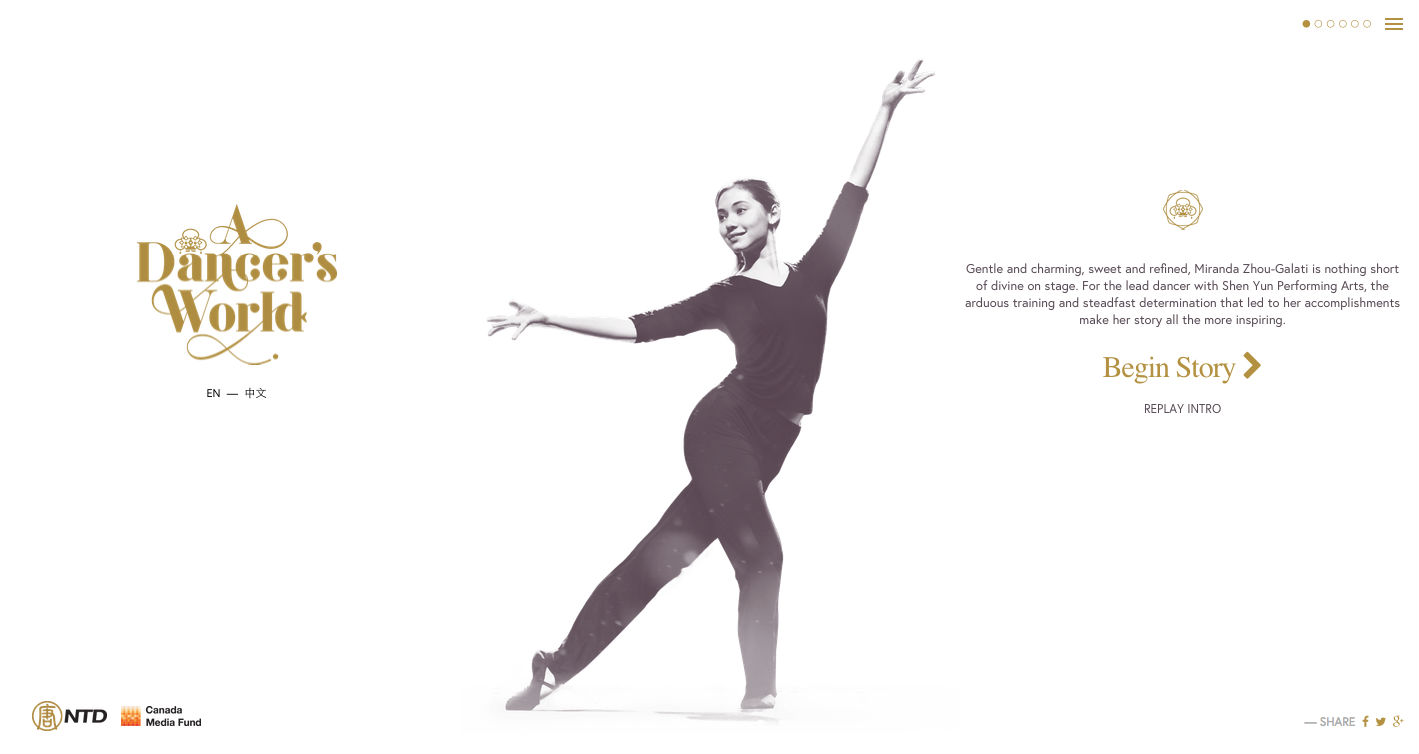 A
Dancer's
World
EN — 中文
Gentle and charming, sweet and refined, Miranda Zhou-Galati is nothing short
of divine on stage. For the lead dancer with Shen Yun Performing Arts, the
arduous training and steadfast determination that led to her accomplishments
make her story all the more inspiring.
Begin Story
REPLAY INTRO
唐 NTD
Canada
Media Fund
— SHARE f g+